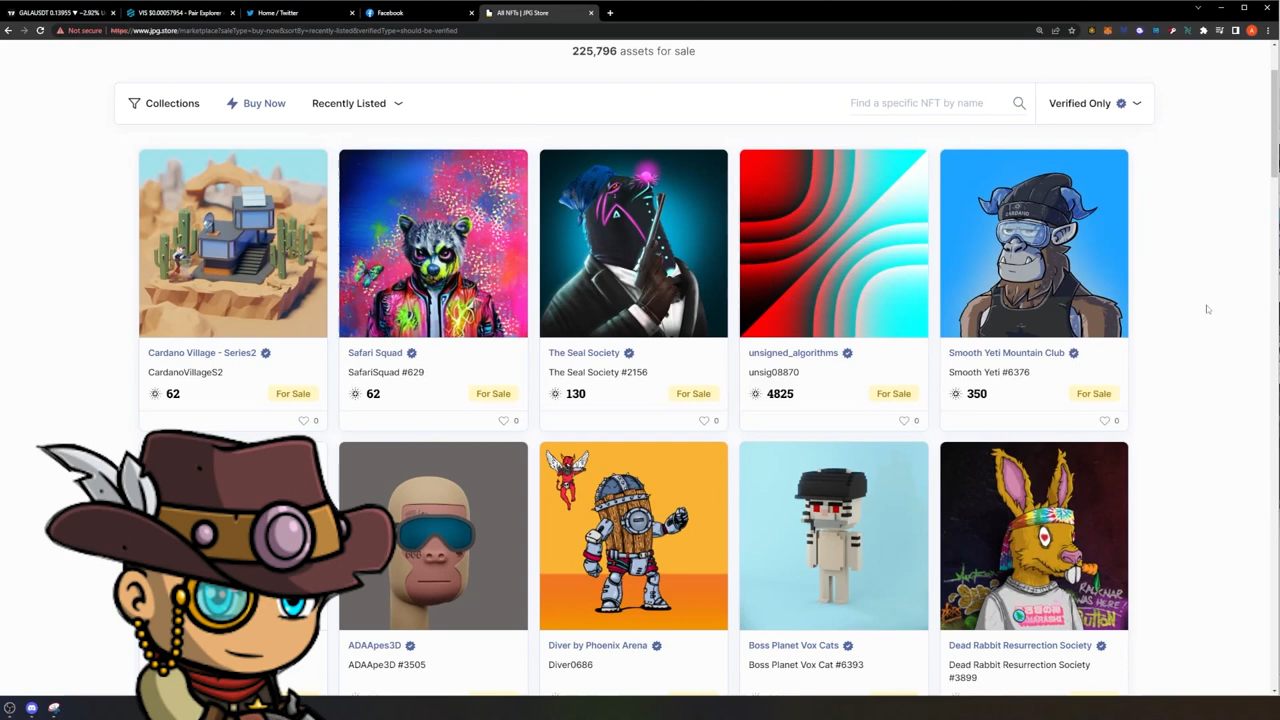 GALAUSDT 0.13955 ▼ −2.92%
VIS $0.00057954 - Pair Explorer
Home / Twitter
Facebook
All NFTs | JPG Store
Not secure
https://www.jpg.store/marketplace?saleType=buy-now&sortBy=recently-listed&verifiedType=should-be-verified
225,796 assets for sale
Collections
Buy Now
Recently Listed
Find a specific NFT by name
Verified Only
CARDANO
Cardano Village - Series2
Safari Squad
The Seal Society
unsigned_algorithms
Smooth Yeti Mountain Club
CardanoVillageS2
SafariSquad #629
The Seal Society #2156
unsig08870
Smooth Yeti #6376
62 For Sale
62 For Sale
130 For Sale
4825 For Sale
350 For Sale
0
0
0
0
0
WAS HERE!
ADAApes3D
Diver by Phoenix Arena
Boss Planet Vox Cats
Dead Rabbit Resurrection Society
ADAApe3D #3505
Diver0686
Boss Planet Vox Cat #6393
Dead Rabbit Resurrection Society
#3899